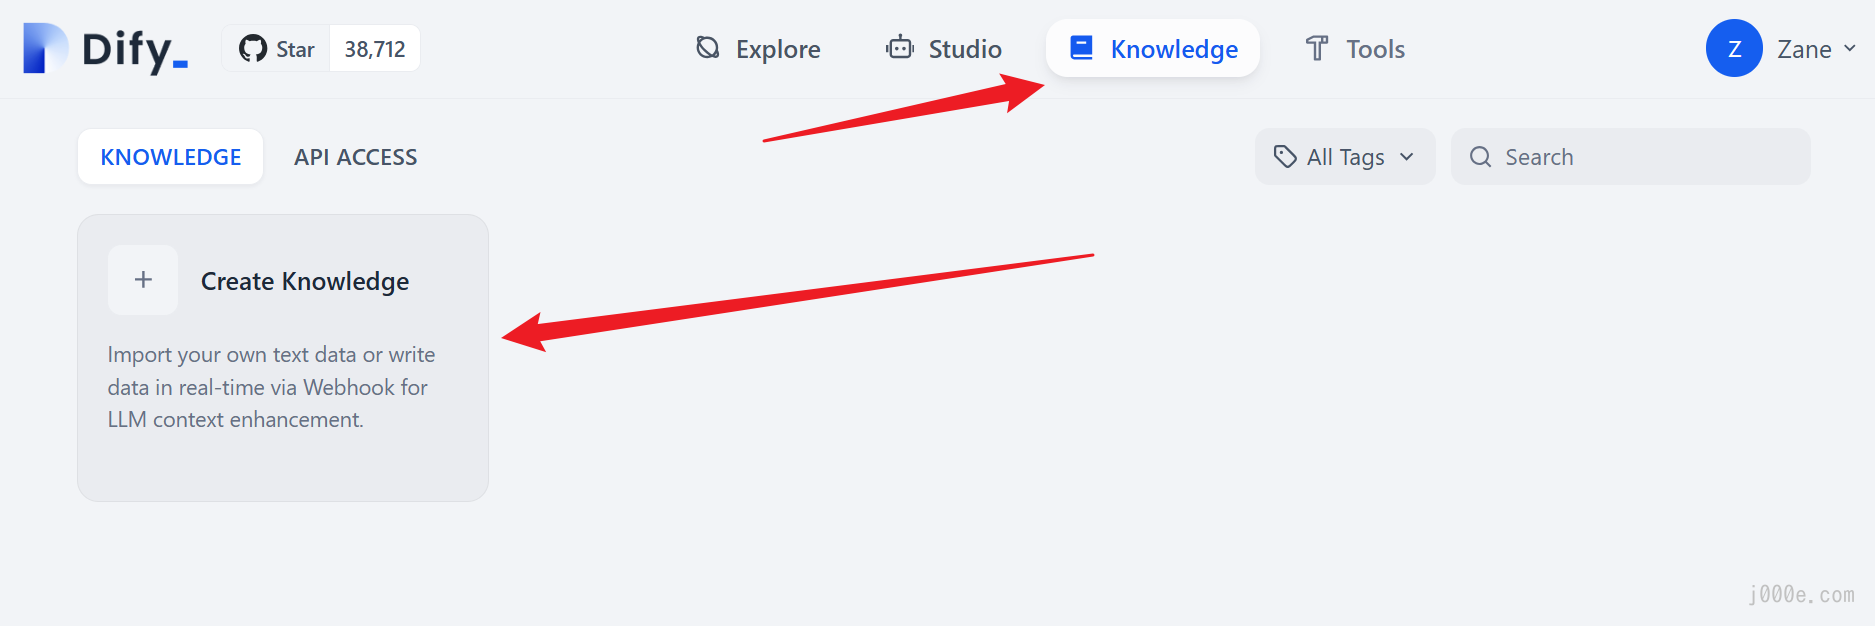 Dify_
Star 38,712
Explore
Studio
Knowledge
Tools
Z Zane
KNOWLEDGE
API ACCESS
All Tags
Search
Create Knowledge
Import your own text data or write
data in real-time via Webhook for
LLM context enhancement.
j000e.com